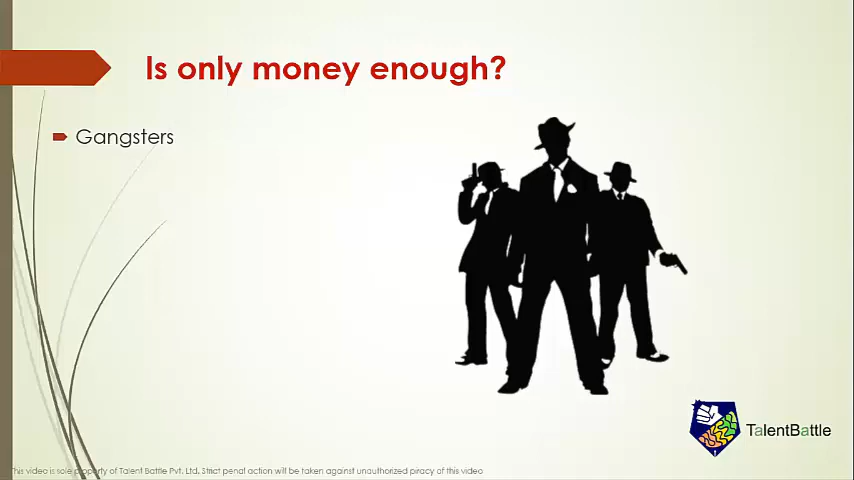 Is only money enough?
Gangsters
TalentBattle
This video is sole property of Talent Battle Pvt. Ltd. Strict penal action will be taken against unauthorized piracy of this video